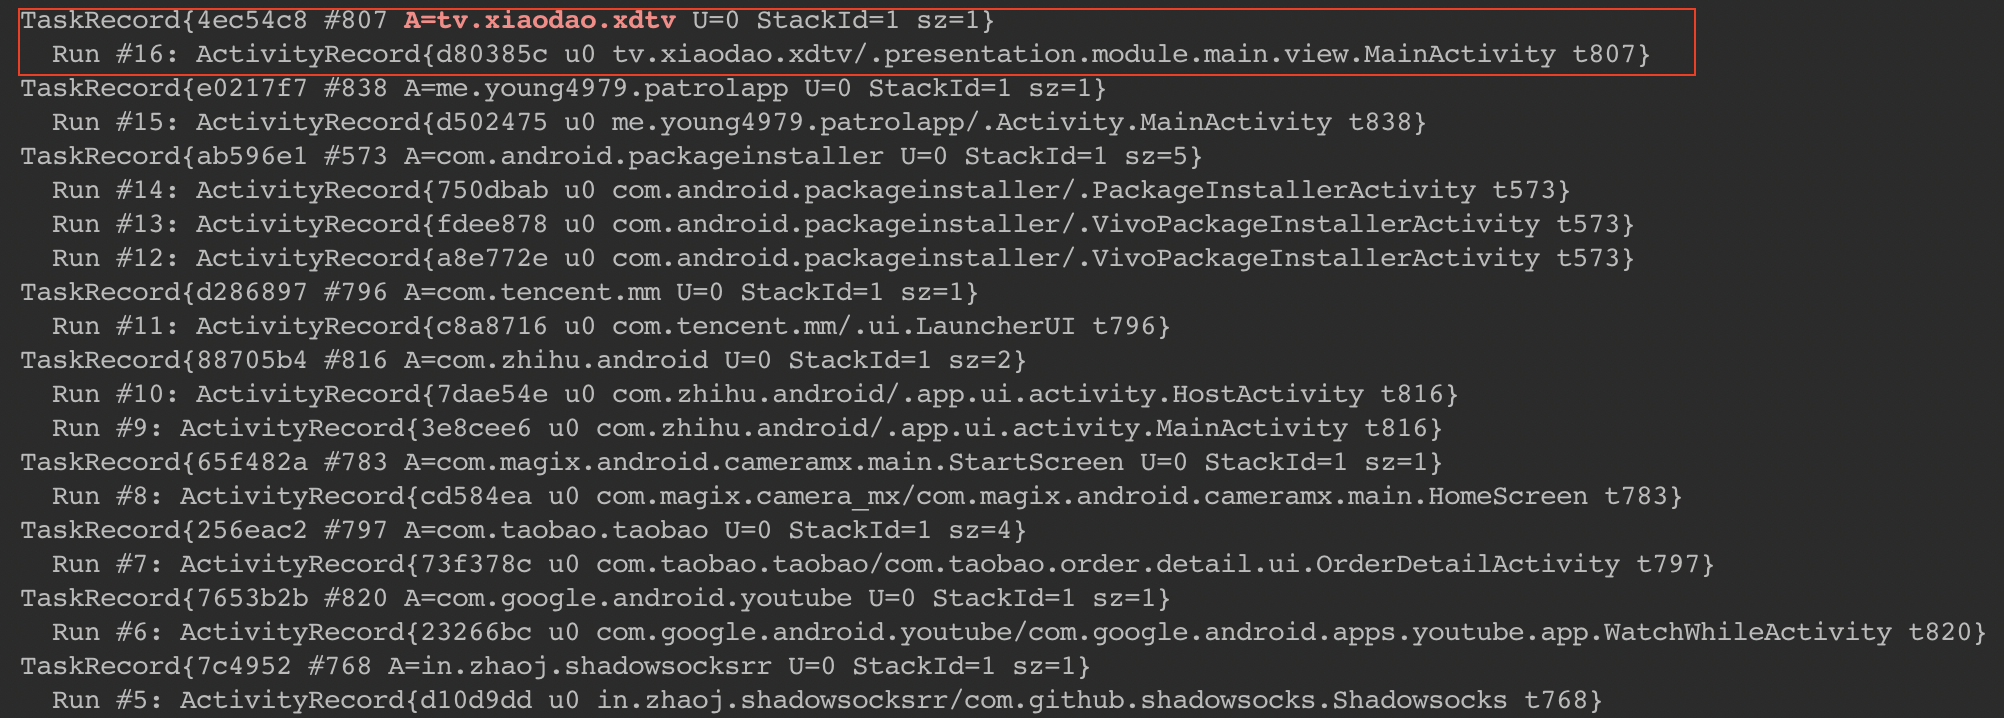 TaskRecord{4ec54c8 #807 A=tv.xiaodao.xdtv U=0 StackId=1 sz=1}
Run #16: ActivityRecord{d80385c u0 tv.xiaodao.xdtv/.presentation.module.main.view.MainActivity t807}
TaskRecord{e0217f7 #838 A=me.young4979.patrolapp U=0 StackId=1 sz=1}
Run #15: ActivityRecord{d502475 u0 me.young4979.patrolapp/.Activity.MainActivity t838}
TaskRecord{ab596e1 #573 A=com.android.packageinstaller U=0 StackId=1 sz=5}
Run #14: ActivityRecord{750dbab u0 com.android.packageinstaller/.PackageInstallerActivity t573}
Run #13: ActivityRecord{fdee878 u0 com.android.packageinstaller/.VivoPackageInstallerActivity t573}
Run #12: ActivityRecord{a8e772e u0 com.android.packageinstaller/.VivoPackageInstallerActivity t573}
TaskRecord{d286897 #796 A=com.tencent.mm U=0 StackId=1 sz=1}
Run #11: ActivityRecord{c8a8716 u0 com.tencent.mm/.ui.LauncherUI t796}
TaskRecord{88705b4 #816 A=com.zhihu.android U=0 StackId=1 sz=2}
Run #10: ActivityRecord{7dae54e u0 com.zhihu.android/.app.ui.activity.HostActivity t816}
Run #9: ActivityRecord{3e8cee6 u0 com.zhihu.android/.app.ui.activity.MainActivity t816}
TaskRecord{65f482a #783 A=com.magix.android.cameramx.main.StartScreen U=0 StackId=1 sz=1}
Run #8: ActivityRecord{cd584ea u0 com.magix.camera_mx/com.magix.android.cameramx.main.HomeScreen t783}
TaskRecord{256eac2 #797 A=com.taobao.taobao U=0 StackId=1 sz=4}
Run #7: ActivityRecord{73f378c u0 com.taobao.taobao/com.taobao.order.detail.ui.OrderDetailActivity t797}
TaskRecord{7653b2b #820 A=com.google.android.youtube U=0 StackId=1 sz=1}
Run #6: ActivityRecord{23266bc u0 com.google.android.youtube/com.google.android.apps.youtube.app.WatchWhileActivity t820}
TaskRecord{7c4952 #768 A=in.zhaoj.shadowsocksrr U=0 StackId=1 sz=1}
Run #5: ActivityRecord{d10d9dd u0 in.zhaoj.shadowsocksrr/com.github.shadowsocks.Shadowsocks t768}